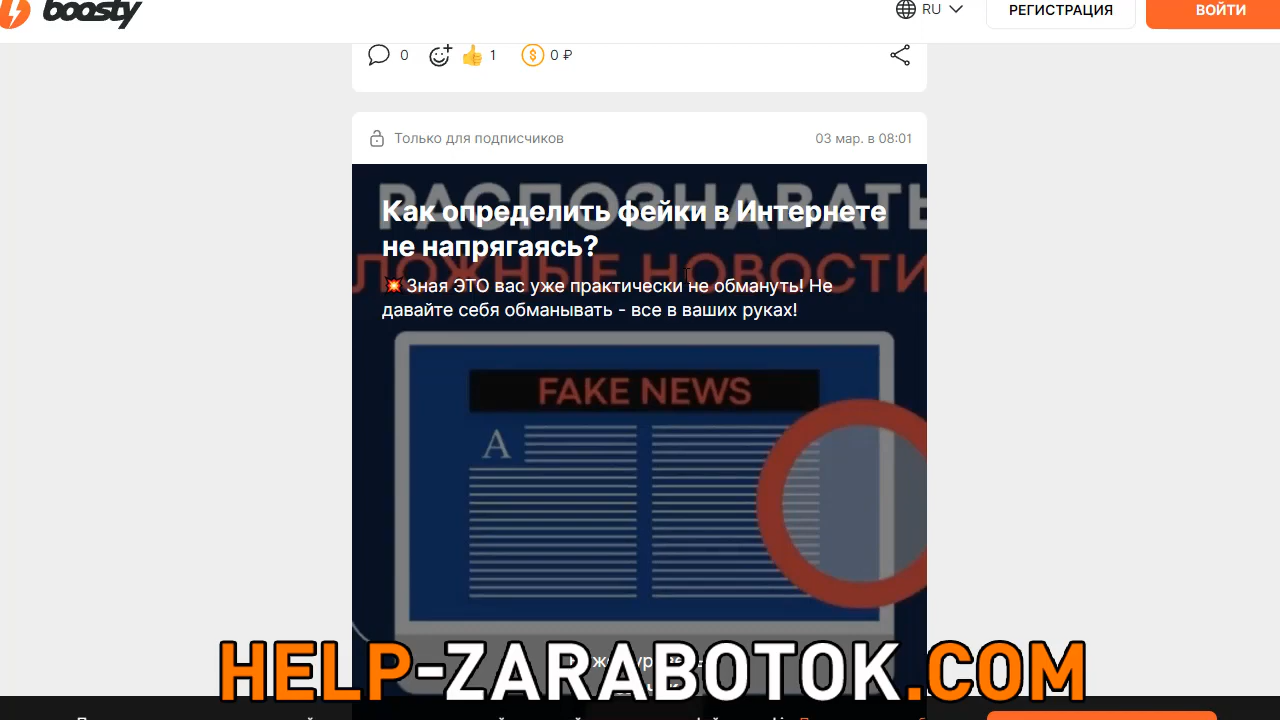 boosty
RU
РЕГИСТРАЦИЯ
ВОЙТИ
0
1
0 ₽
Только для подписчиков
03 мар. в 08:01
РАСПОЗНАВАТЬ
Как определить фейки в Интернете
не напрягаясь?
ЛОЖНЫЕ НОВОСТИ
Зная ЭТО вас уже практически не обмануть! Не
давайте себя обманывать - все в ваших руках!
FAKE NEWS
A
HELP-ZARABOTOK.COM